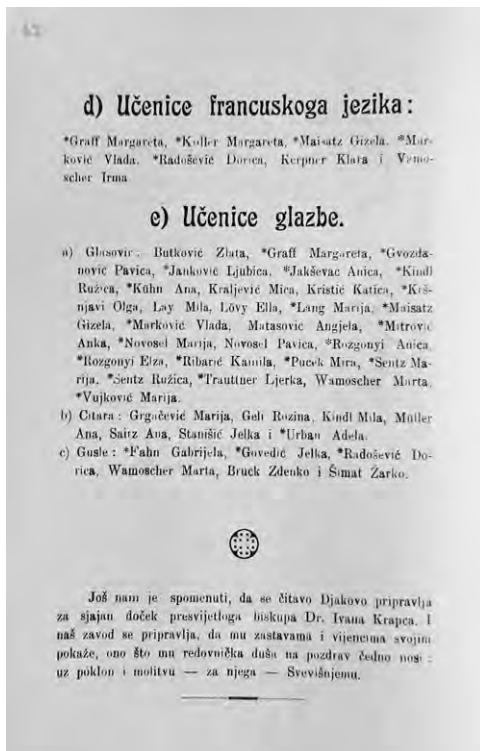 d) Učenice francuskoga jezika:
*Graff Margareta, *Koller Margareta, *Maisatz Gizela, *Mar-
ković Vlada, *Radošević Dorica, Kerpner Klara i Vamo-
scher Irma
e) Učenice glazbe.
a) Glasovir: Butković Zlata, *Graff Margareta, *Gvozda-
nović Pavica, *Janković Ljubica, *Jakševac Anica, *Kindl
Ružica, *Kühn Ana, Kraljević Mica, Kristić Katica, *Krš-
njavi Olga, Lay Mila, Lövy Ella, *Lang Marija, *Maisatz
Gizela, *Marković Vlada, Matasović Angjela, *Mitrović
Anka, *Novosel Marija, Novosel Pavica, *Rozgonyi Anica,
*Rozgonyi Elza, *Ribarić Kamila, *Pucek Mira, *Sentz Ma-
rija, *Sentz Ružica, *Trauttner Ljerka, Wamoscher Marta,
*Vujković Marija.
b) Citara: Grgačević Marija, Geli Rozina, Kindl Mila, Müller
Ana, Saitz Ana, Stanišić Jelka i *Urban Adela.
c) Gusle: *Fahn Gabrijela, *Govedić Jelka, *Radošević Do-
rica, Wamoscher Marta, Bruck Zdenko i Šimat Žarko.
Još nam je spomenuti, da se čitavo Djakovo pripravlja
za sjajan doček presvijetloga biskupa Dr. Ivana Krapca. I
naš zavod se pripravlja, da mu zastavama i vijencima svojim
pokaže, ono što mu redovnička duša na pozdrav čedno nosi:
uz poklon i molitvu — za njega — Svevišnjemu.